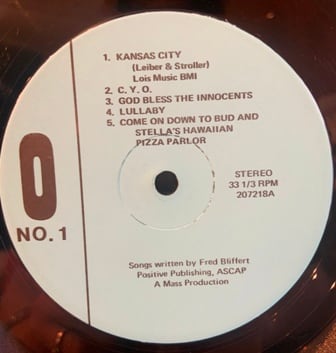 1. KANSAS CITY
(Leiber & Stroller)
Lois Music BMI
2. C. Y. O.
3. GOD BLESS THE INNOCENTS
4. LULLABY
5. COME ON DOWN TO BUD AND
STELLA'S HAWAIIAN
PIZZA PARLOR
0
NO. 1
STEREO
33 1/3 RPM
207218A
Songs written by Fred Bliffert
Positive Publishing, ASCAP
A Mass Production